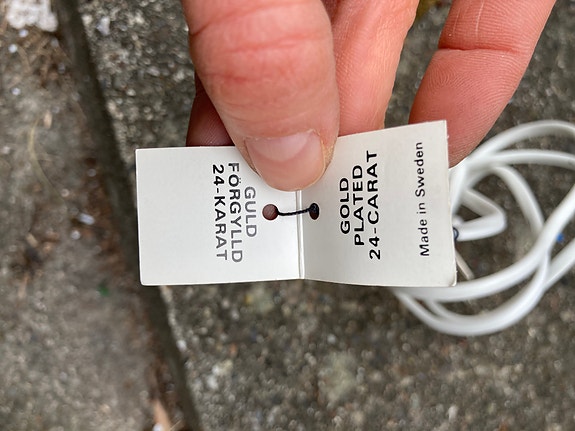 GULD
FÖRGYLLD
24-KARAT
GOLD
PLATED
24-CARAT
Made in Sweden